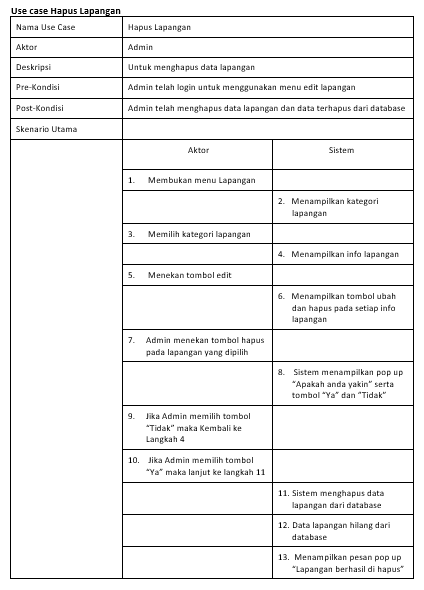 Use case Hapus Lapangan
Nama Use Case
Hapus Lapangan
Aktor
Admin
Deskripsi
Untuk menghapus data lapangan
Pre-Kondisi
Admin telah login untuk menggunakan menu edit lapangan
Post-Kondisi
Admin telah menghapus data lapangan dan data terhapus dari database
Skenario Utama
Aktor
Sistem
1. Membukan menu Lapangan
2. Menampilkan kategori
lapangan
3. Memilih kategori lapangan
4. Menampilkan info lapangan
5. Menekan tombol edit
6. Menampilkan tombol ubah
dan hapus pada setiap info
lapangan
7. Admin menekan tombol hapus
pada lapangan yang dipilih
8. Sistem menampilkan pop up
“Apakah anda yakin” serta
tombol “Ya” dan “Tidak”
9. Jika Admin memilih tombol
“Tidak” maka Kembali ke
Langkah 4
10. Jika Admin memilih tombol
“Ya” maka lanjut ke langkah 11
11. Sistem menghapus data
lapangan dari database
12. Data lapangan hilang dari
database
13. Menampilkan pesan pop up
“Lapangan berhasil di hapus”